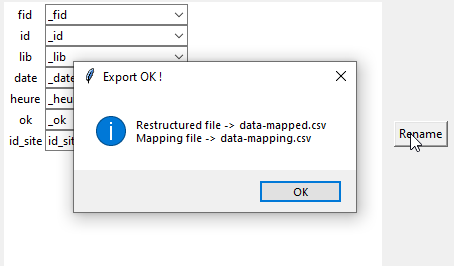 fid _fid
id _id
lib _lib
date _date
heure _heu
ok _ok
id_site id_si
Export OK !
Restructured file -> data-mapped.csv
Mapping file -> data-mapping.csv
OK
Rename